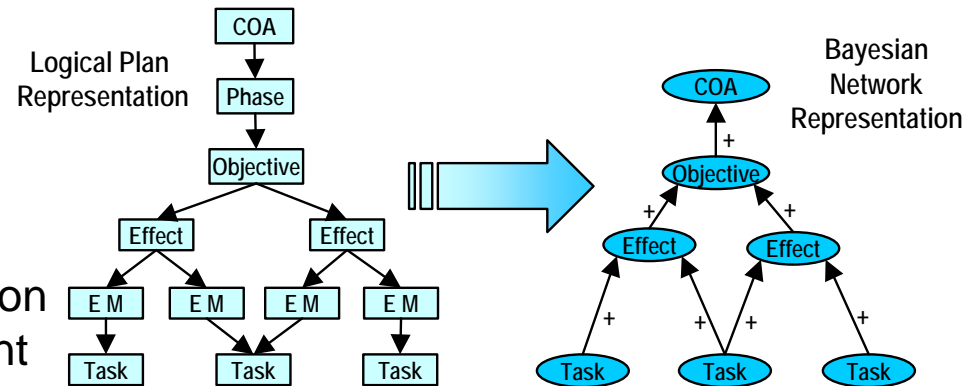 COA
Logical Plan
Representation
Phase
Objective
Effect Effect
E M E M E M E M
Task Task Task
Bayesian
Network
Representation
COA
+
Objective
+ +
Effect Effect
+ + + +
Task Task Task